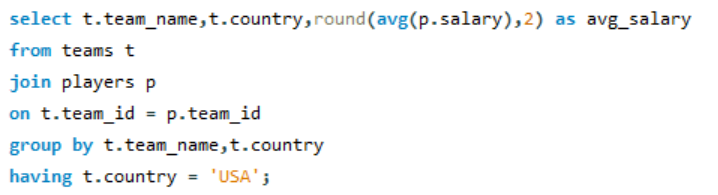 select t.team_name,t.country,round(avg(p.salary),2) as avg_salary
from teams t
join players p
on t.team_id = p.team_id
group by t.team_name,t.country
having t.country = 'USA';